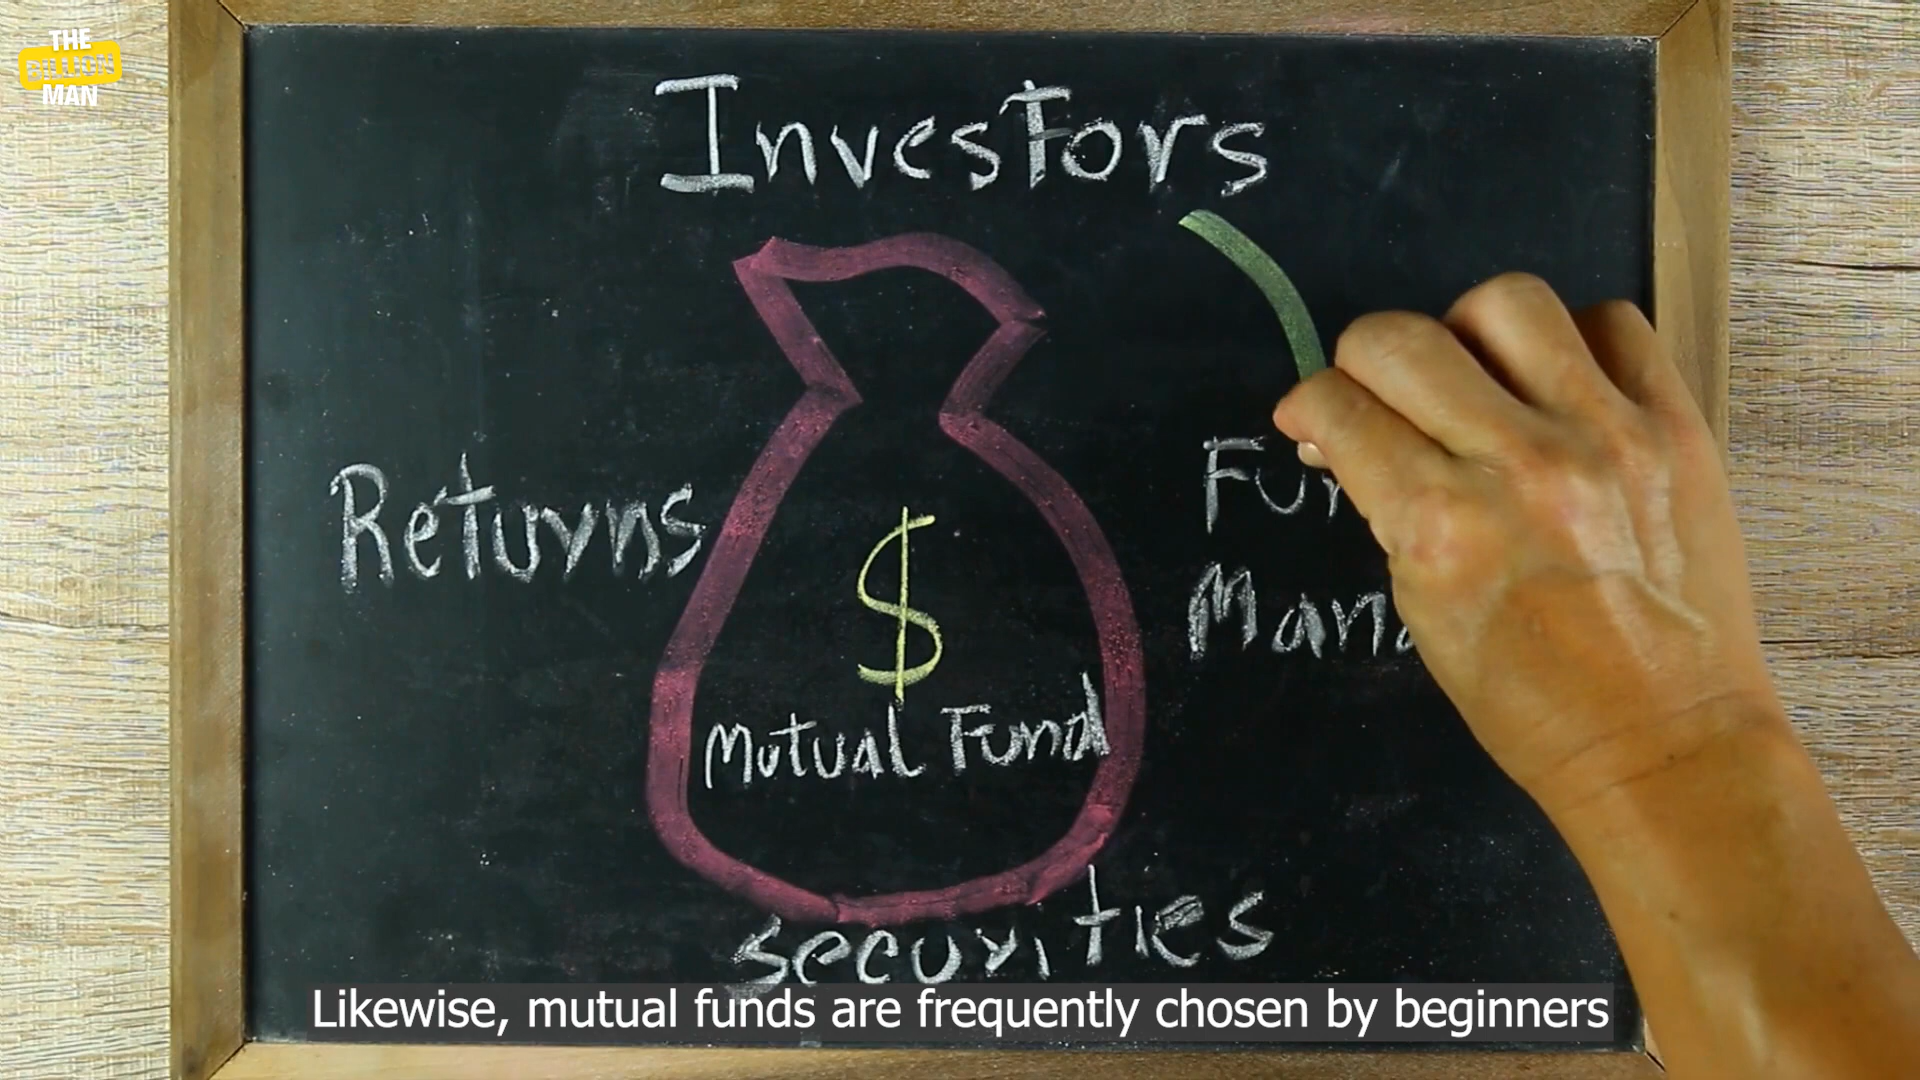 THE
BILLION
MAN
Investors
Returns
$
Mutual Fund
securities
Likewise, mutual funds are frequently chosen by beginners